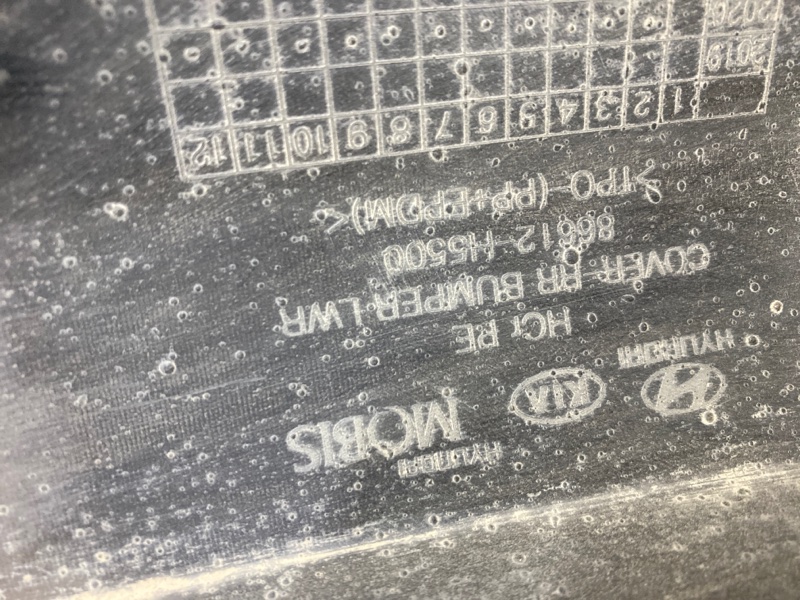 HYUNDAI
KIA
HYUNDAI
MOBIS
HCr RE
COVER-RR BUMPER LWR
86612-H5500
>TPO (PP+EPDM)<
1 2 3 4 5 6 7 8 9 10 11 12
2019
2020